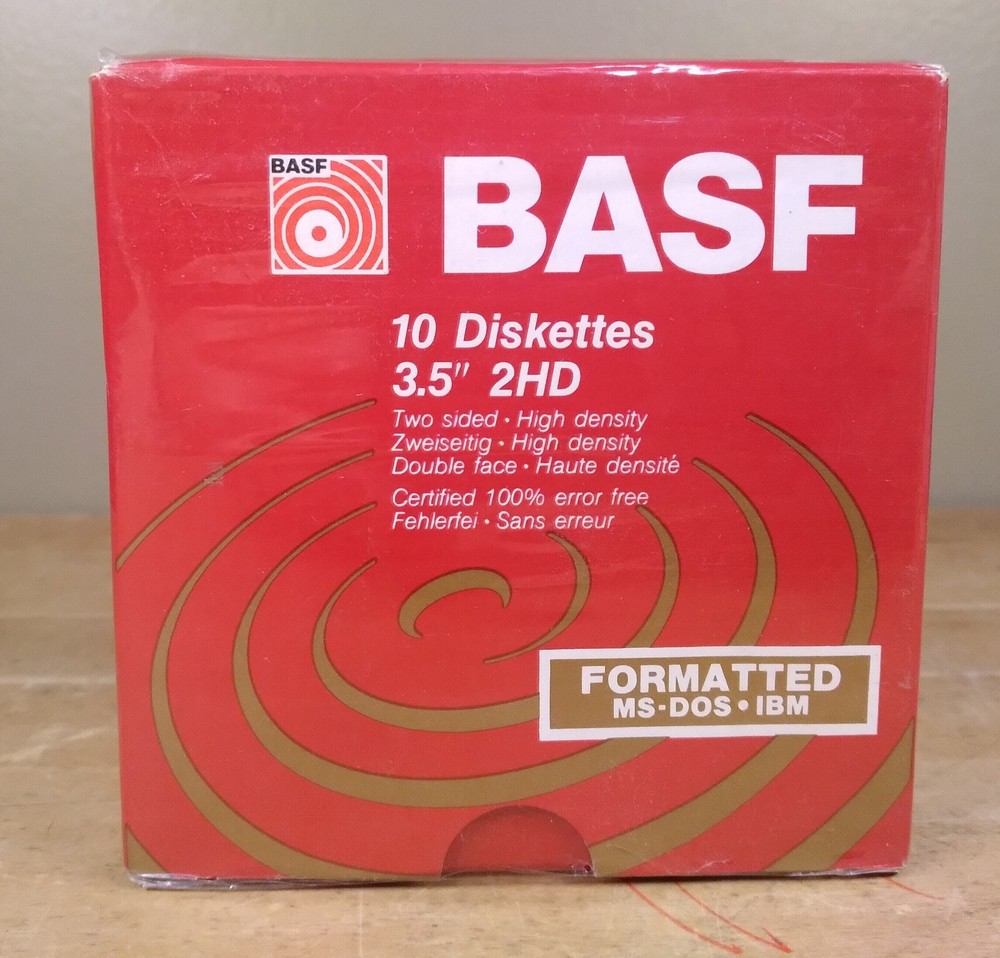 BASF
BASF
10 Diskettes
3.5" 2HD
Two sided • High density
Zweiseitig • High density
Double face • Haute densité
Certified 100% error free
Fehlerfei • Sans erreur
FORMATTED
MS-DOS • IBM